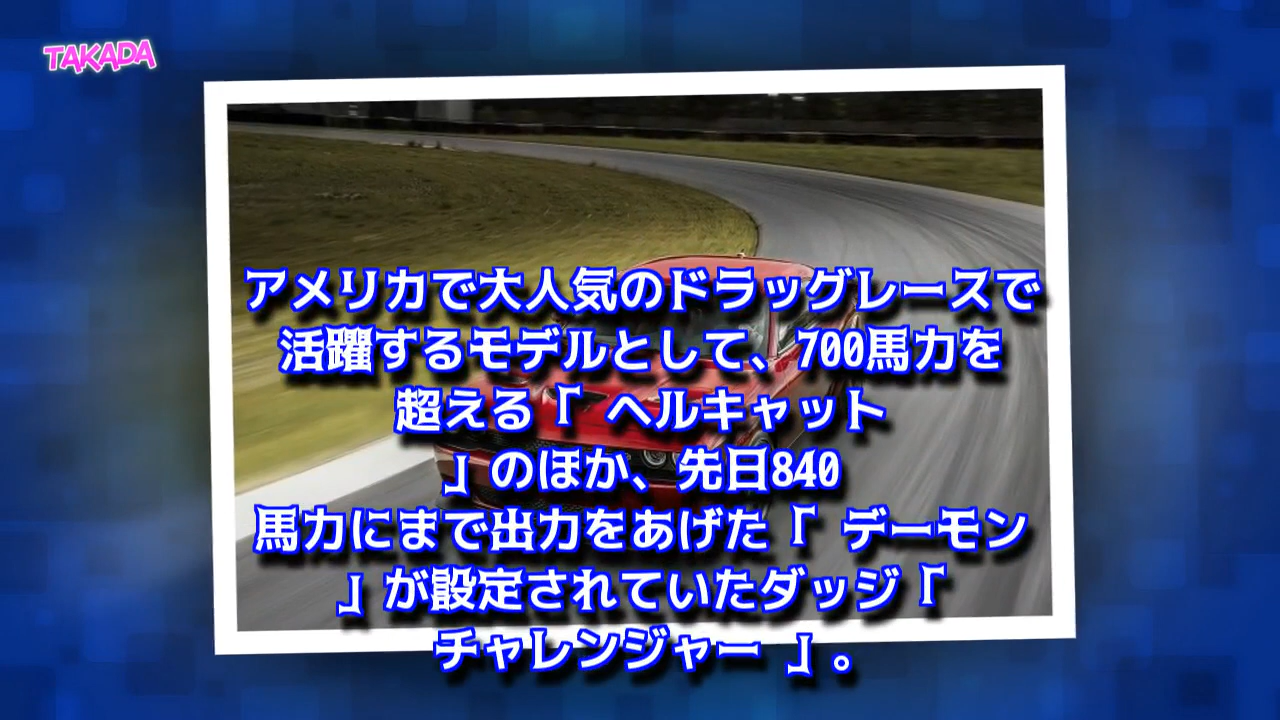 TAKADA
アメリカで大人気のドラッグレースで
活躍するモデルとして、700馬力を
超える「 ヘルキャット
」のほか、先日840
馬力にまで出力をあげた「 デーモン
」が設定されていたダッジ「
チャレンジャー 」。